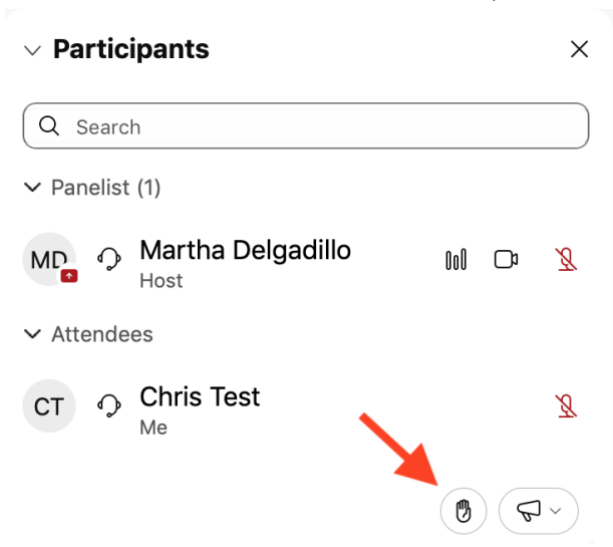 Participants
Search
Panelist (1)
MD
Martha Delgadillo
Host
Attendees
CT
Chris Test
Me